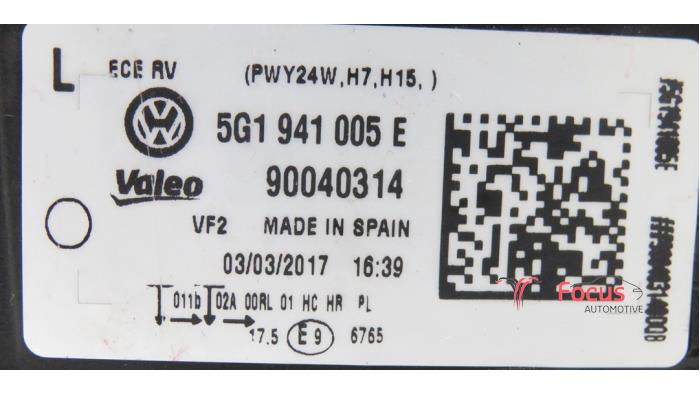 L ECE RV (PWY24W,H7,H15, )
5G1 941 005 E
Valeo 90040314
VF2 MADE IN SPAIN
03/03/2017 16:39
011b 02A 00RL 01 HC HR PL
17.5 E 9 6765
Focus
AUTOMOTIVE